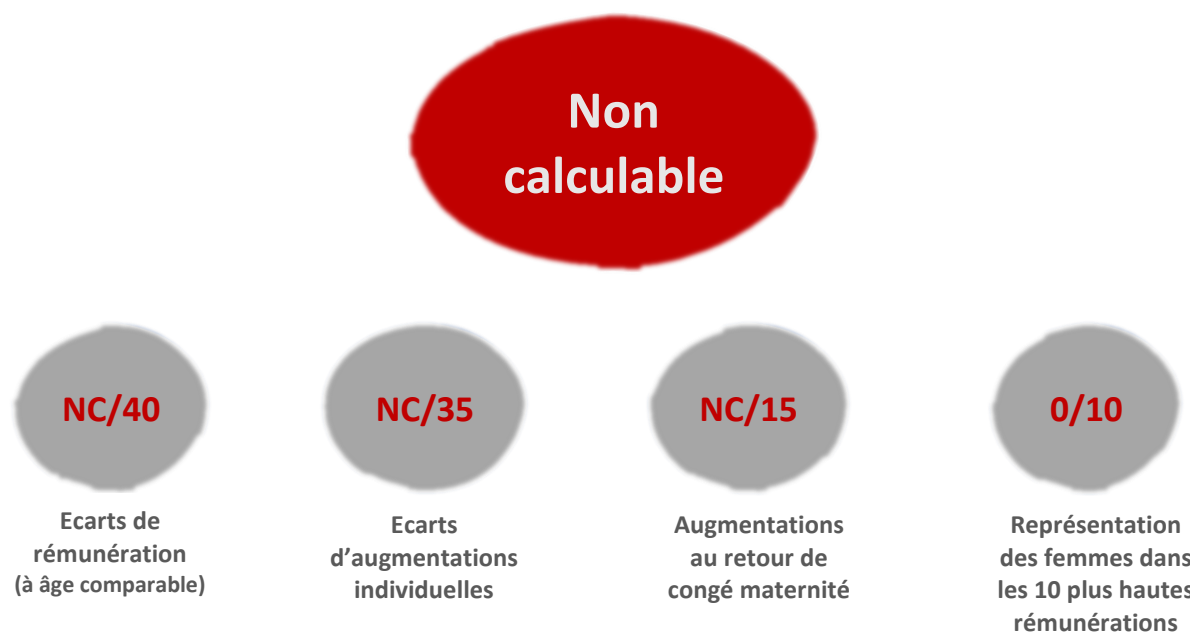 Non
calculable
NC/40
NC/35
NC/15
0/10
Ecarts de
rémunération
(à âge comparable)
Ecarts
d’augmentations
individuelles
Augmentations
au retour de
congé maternité
Représentation
des femmes dans
les 10 plus hautes
rémunérations